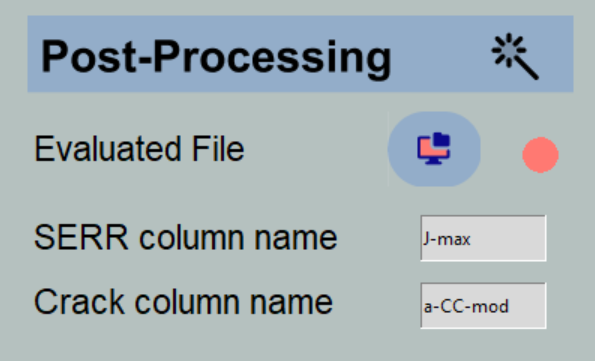 Post-Processing
Evaluated File
SERR column name
J-max
Crack column name
a-CC-mod